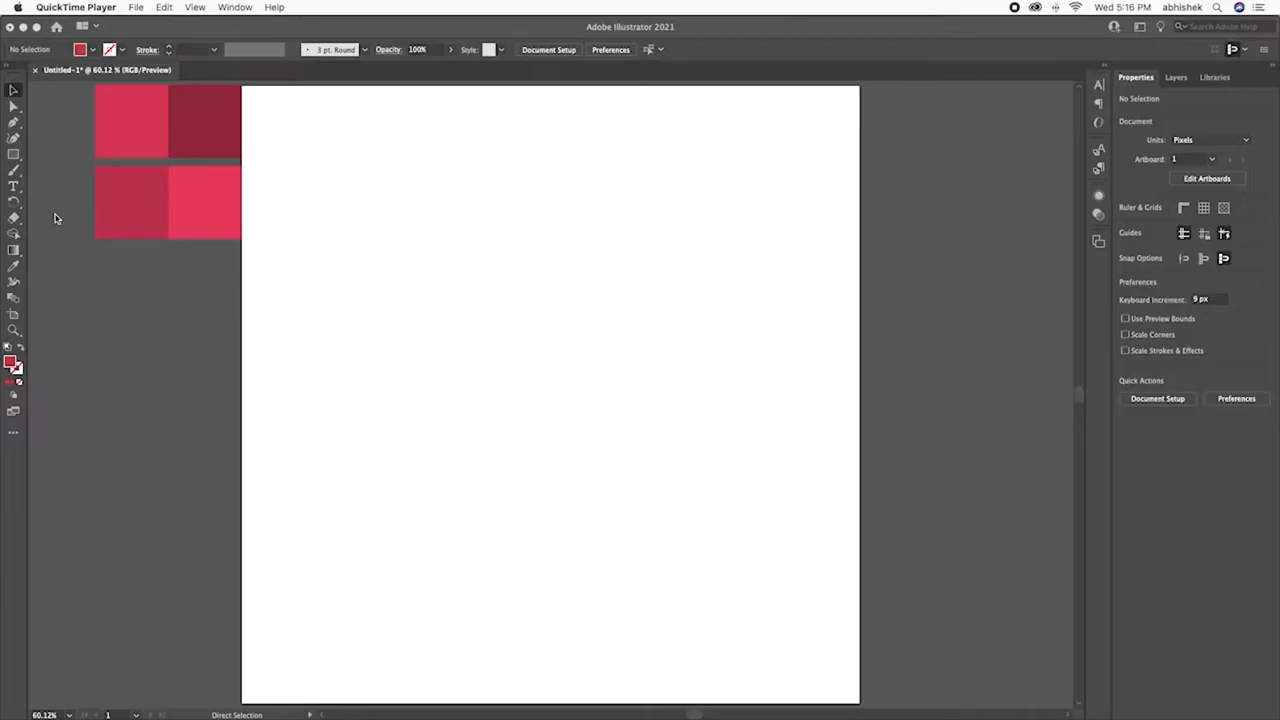 QuickTime Player File Edit View Window Help Wed 5:16 PM abhishek
Adobe Illustrator 2021 Search Adobe Help
No Selection Stroke: 3 pt. Round Opacity: 100% Style: Document Setup Preferences
× Untitled-1* @ 60.12 % (RGB/Preview)
Properties Layers Libraries
No Selection
Document
Units: Pixels
Artboard: 1
Edit Artboards
Ruler & Grids
Guides
Snap Options
Preferences
Keyboard Increment: 9 px
Use Preview Bounds
Scale Corners
Scale Strokes & Effects
Quick Actions
Document Setup Preferences
60.12% 1 Direct Selection